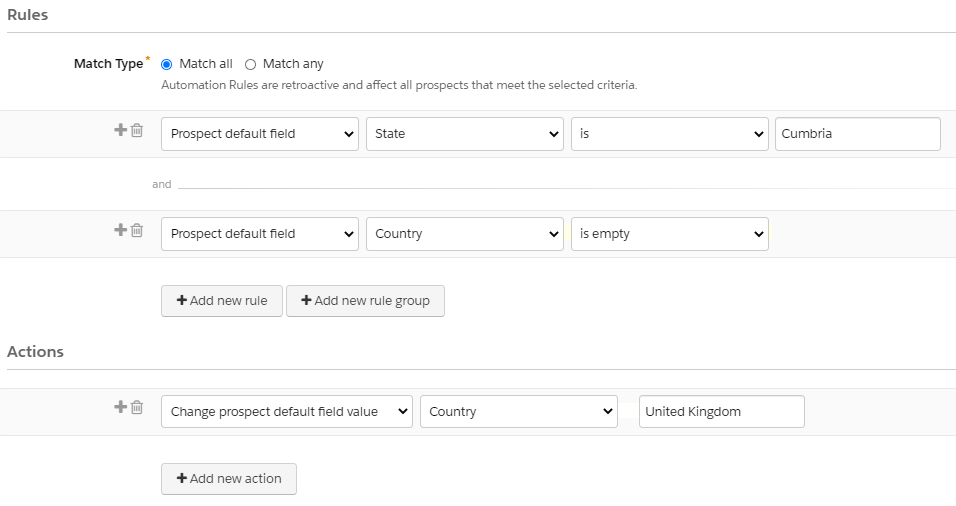 Rules
Match Type * Match all Match any
Automation Rules are retroactive and affect all prospects that meet the selected criteria.
Prospect default field State is Cumbria
and
Prospect default field Country is empty
+ Add new rule + Add new rule group
Actions
Change prospect default field value Country United Kingdom
+ Add new action